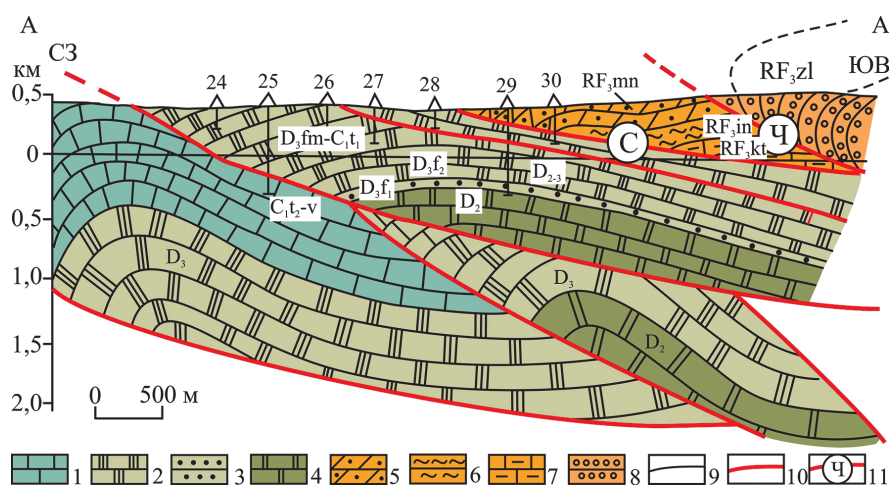 А
А
СЗ
ЮВ
км
0,5
0
0,5
1,0
1,5
2,0
24
25
26
27
28
29
30
RF₃mn
RF₃zl
RF₃in
RF₃kt
С
Ч
D₃fm-C₁t₁
D₃f₂
D₂₋₃
D₃f₁
D₂
C₁t₂-v
D₃
D₃
D₂
0 500 м
1 2 3 4 5 6 7 8 9 10 Ч 11